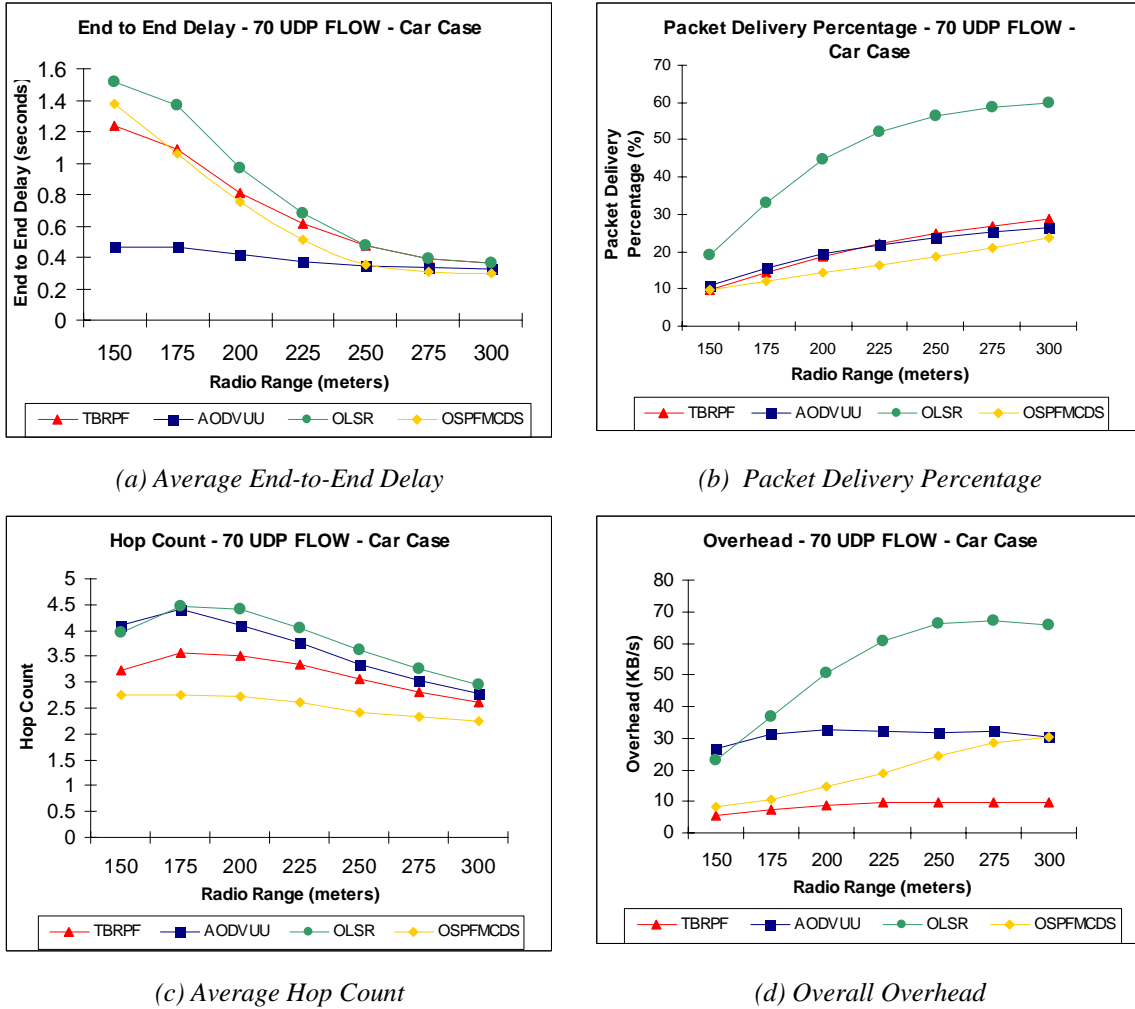 End to End Delay - 70 UDP FLOW - Car Case
End to End Delay (seconds)
1.6
1.4
1.2
1
0.8
0.6
0.4
0.2
0
150 175 200 225 250 275 300
Radio Range (meters)
TBRPF AODVUU OLSR OSPFMCDS
(a) Average End-to-End Delay
Packet Delivery Percentage - 70 UDP FLOW -
Car Case
Packet Delivery
Percentage (%)
70
60
50
40
30
20
10
0
150 175 200 225 250 275 300
Radio Range (meters)
TBRPF AODVUU OLSR OSPFMCDS
(b) Packet Delivery Percentage
Hop Count - 70 UDP FLOW - Car Case
Hop Count
5
4.5
4
3.5
3
2.5
2
1.5
1
0.5
0
150 175 200 225 250 275 300
Radio Range (meters)
TBRPF AODVUU OLSR OSPFMCDS
(c) Average Hop Count
Overhead - 70 UDP FLOW - Car Case
Overhead (KB/s)
80
70
60
50
40
30
20
10
0
150 175 200 225 250 275 300
Radio Range (meters)
TBRPF AODVUU OLSR OSPFMCDS
(d) Overall Overhead